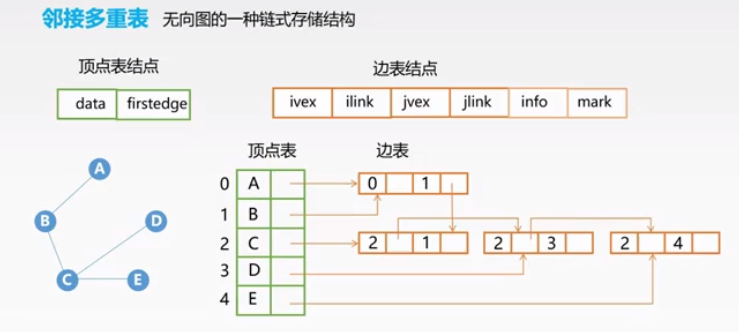 邻接多重表 无向图的一种链式存储结构
顶点表结点 边表结点
data firstedge ivex ilink jvex jlink info mark
顶点表 边表
A
B
D
C
E
0 A 0 1
1 B
2 C 2 1 2 3 2 4
3 D
4 E